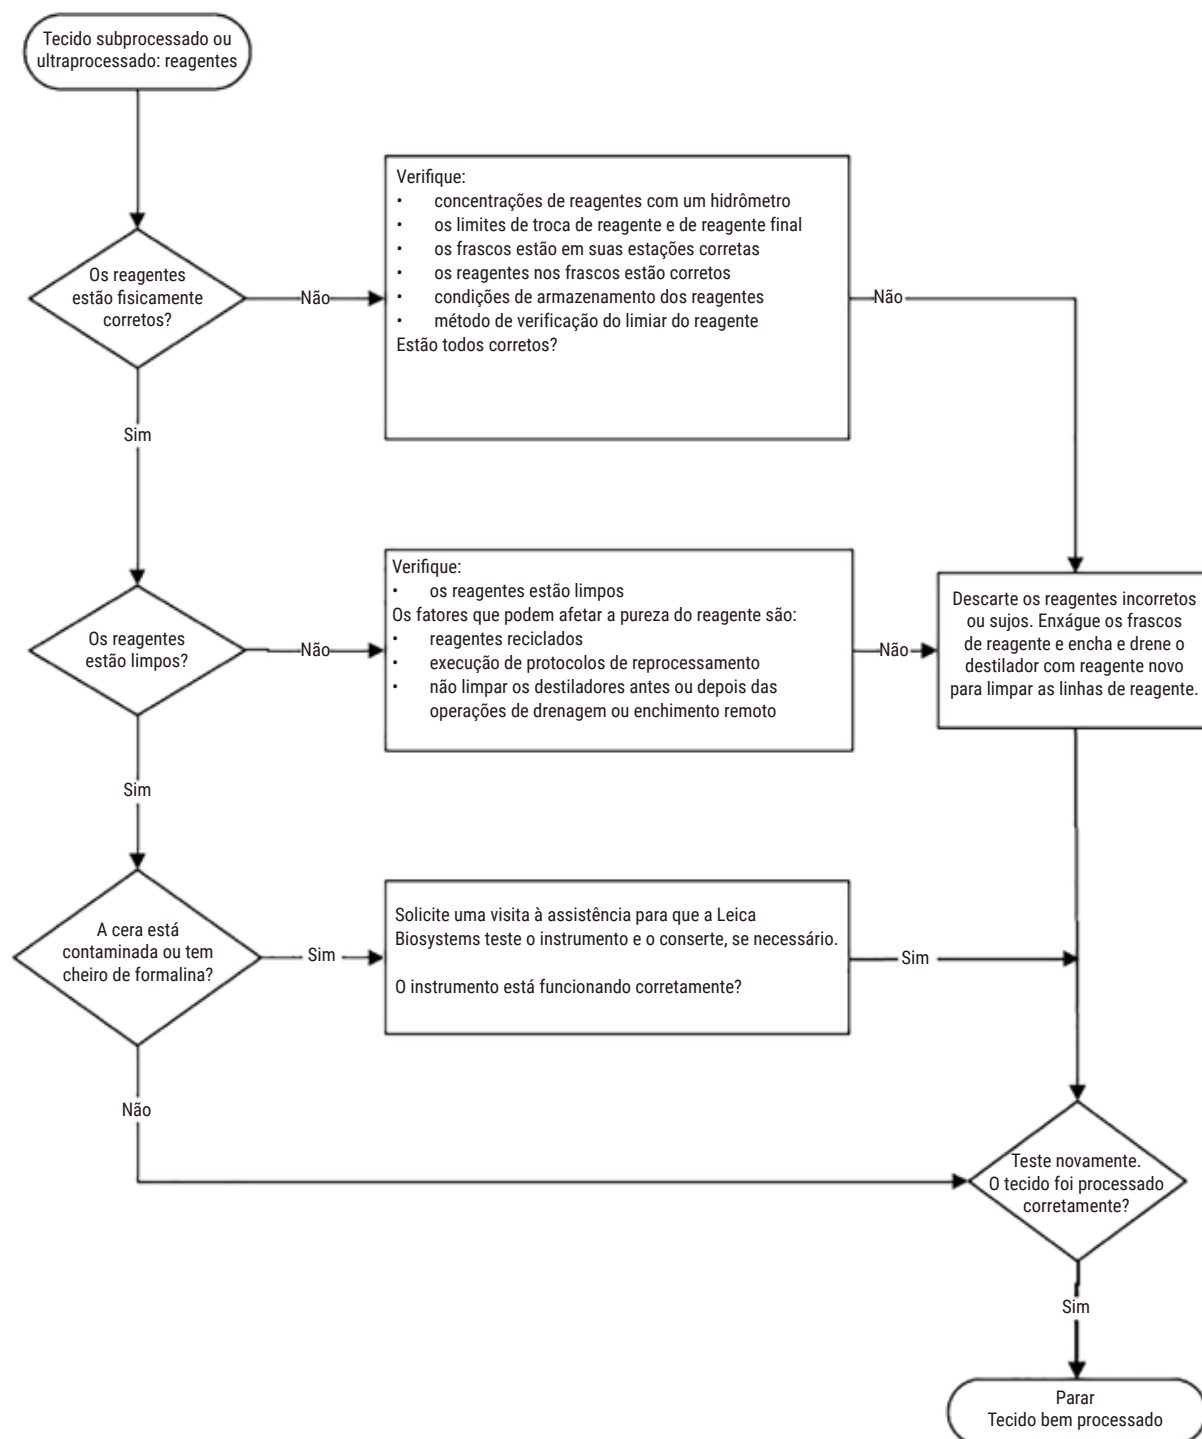 Tecido subprocessado ou
ultraprocessado: reagentes
Os reagentes
estão fisicamente
corretos?
Não
Verifique:
• concentrações de reagentes com um hidrômetro
• os limites de troca de reagente e de reagente final
• os frascos estão em suas estações corretas
• os reagentes nos frascos estão corretos
• condições de armazenamento dos reagentes
• método de verificação do limiar do reagente
Estão todos corretos?
Não
Sim
Os reagentes
estão limpos?
Não
Verifique:
• os reagentes estão limpos
Os fatores que podem afetar a pureza do reagente são:
• reagentes reciclados
• execução de protocolos de reprocessamento
• não limpar os destiladores antes ou depois das
operações de drenagem ou enchimento remoto
Não
Descarte os reagentes incorretos
ou sujos. Enxágue os frascos
de reagente e encha e drene o
destilador com reagente novo
para limpar as linhas de reagente.
Sim
A cera está
contaminada ou tem
cheiro de formalina?
Sim
Solicite uma visita à assistência para que a Leica
Biosystems teste o instrumento e o conserte, se necessário.
O instrumento está funcionando corretamente?
Sim
Não
Teste novamente.
O tecido foi processado
corretamente?
Sim
Parar
Tecido bem processado